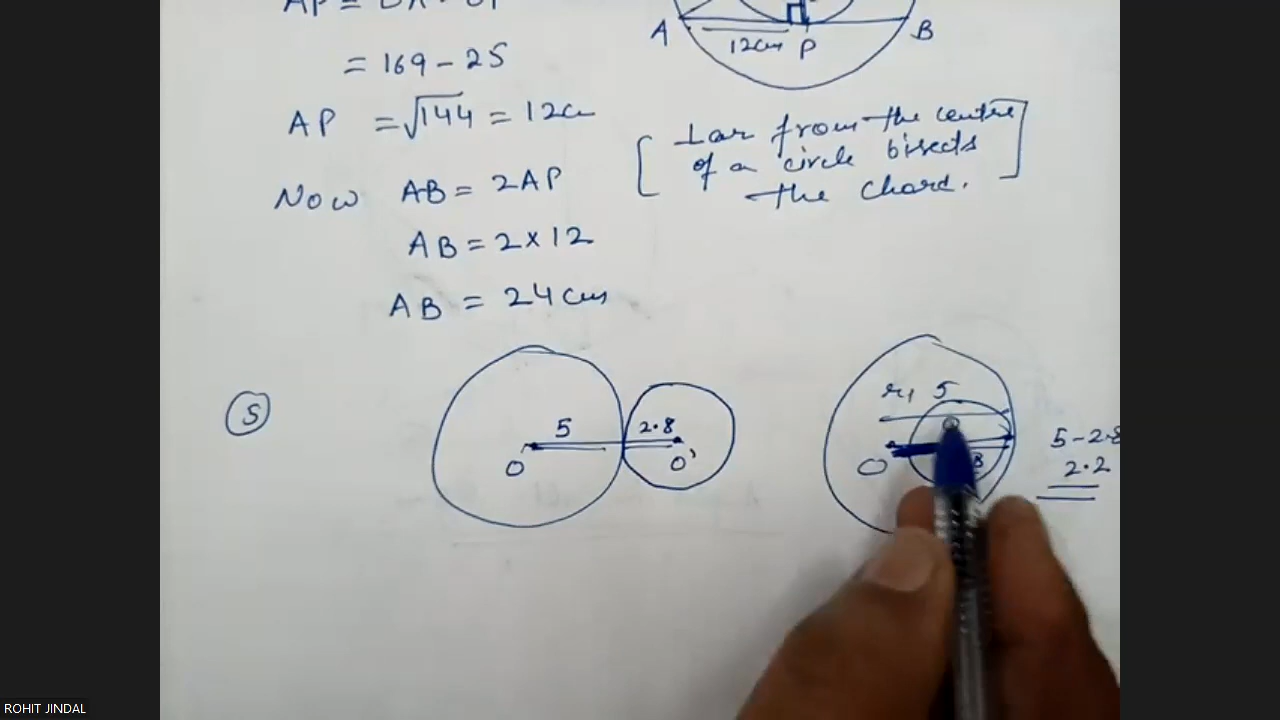 = 169 - 25
AP = √144 = 12cm
Now AB = 2AP
AB = 2 × 12
AB = 24 cm
A
12cm P
B
[ ⊥ar from the centre
of a circle bisects
the chord. ]
5
5
2.8
O
O'
r1 5
O
8
5 - 2.8
2.2
ROHIT JINDAL